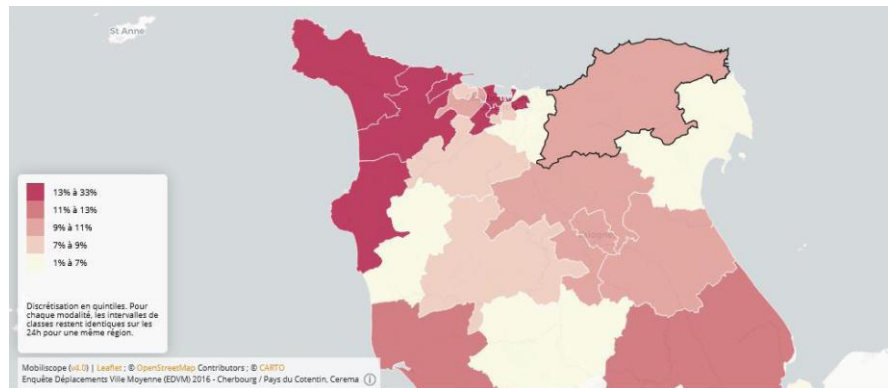 St Anne
13% à 33%
11% à 13%
9% à 11%
7% à 9%
1% à 7%
Discrétisation en quintiles. Pour
chaque modalité, les intervalles de
classes restent identiques sur les
24h pour une même région.
Mobiliscope (v4.0) | Leaflet ; © OpenStreetMap Contributors ; © CARTO
Enquête Déplacements Ville Moyenne (EDVM) 2016 - Cherbourg / Pays du Cotentin, Cerema